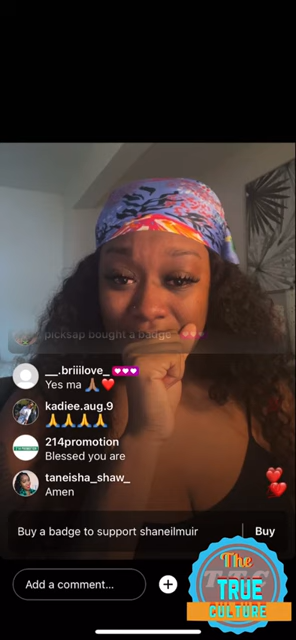 picksap bought a badge
__.briiilove_
Yes ma 🙏🏽❤️
kadiee.aug.9
🙏🙏🙏🙏
214promotion
Blessed you are
taneisha_shaw_
Amen
Buy a badge to support shaneilmuir
Buy
Add a comment...
The
TRUE
CULTURE